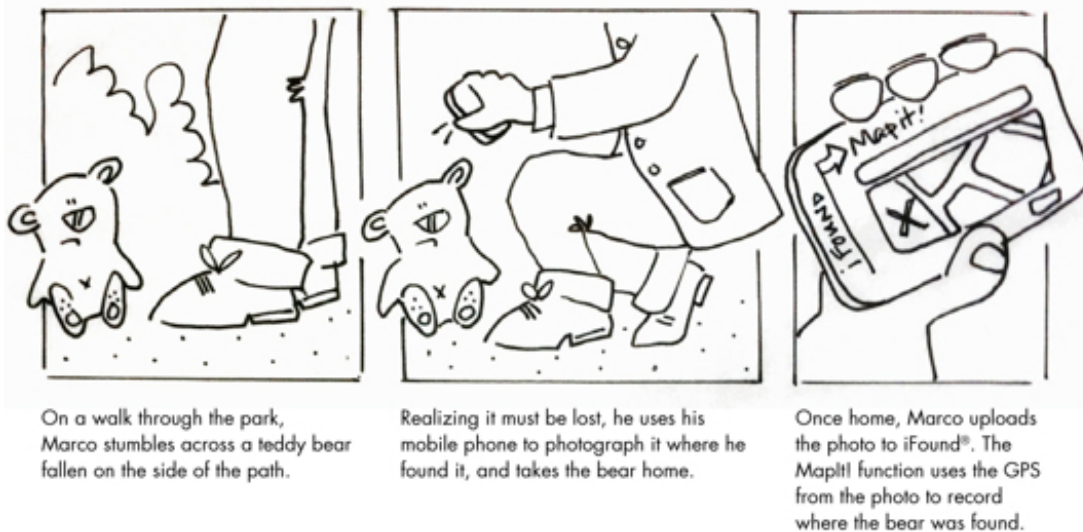 Map it!
iFound
On a walk through the park,
Marco stumbles across a teddy bear
fallen on the side of the path.
Realizing it must be lost, he uses his
mobile phone to photograph it where he
found it, and takes the bear home.
Once home, Marco uploads
the photo to iFound®. The
MapIt! function uses the GPS
from the photo to record
where the bear was found.